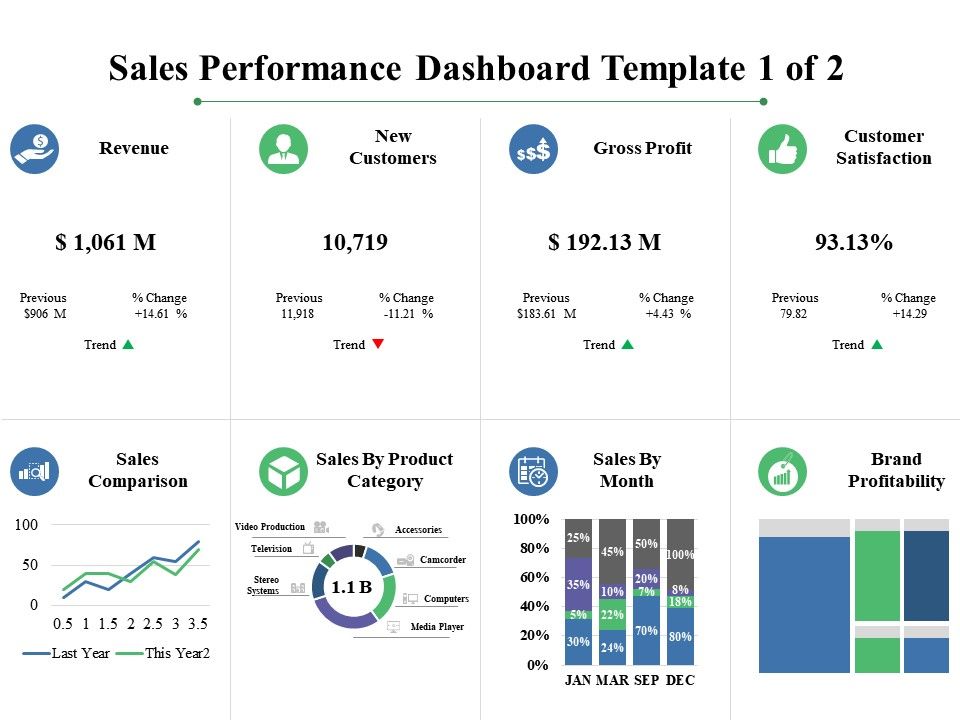 Sales Performance Dashboard Template 1 of 2
$
Revenue
$ 1,061 M
Previous
% Change
$906 M
+14.61 %
Trend
New
Customers
10,719
Previous
% Change
11,918
-11.21 %
Trend
$$$
Gross Profit
$ 192.13 M
Previous
% Change
$183.61 M
+4.43 %
Trend
Customer
Satisfaction
93.13%
Previous
% Change
79.82
+14.29
Trend
Sales
Comparison
100
50
0
0.5 1 1.5 2 2.5 3 3.5
Last Year
This Year2
Sales By Product
Category
Video Production
Accessories
Television
Camcorder
Stereo
Systems
1.1 B
Computers
Media Player
Sales By
Month
100%
80%
60%
40%
20%
0%
25%
35%
5%
30%
45%
10%
22%
24%
50%
20%
7%
70%
100%
8%
18%
80%
JAN MAR SEP DEC
Brand
Profitability